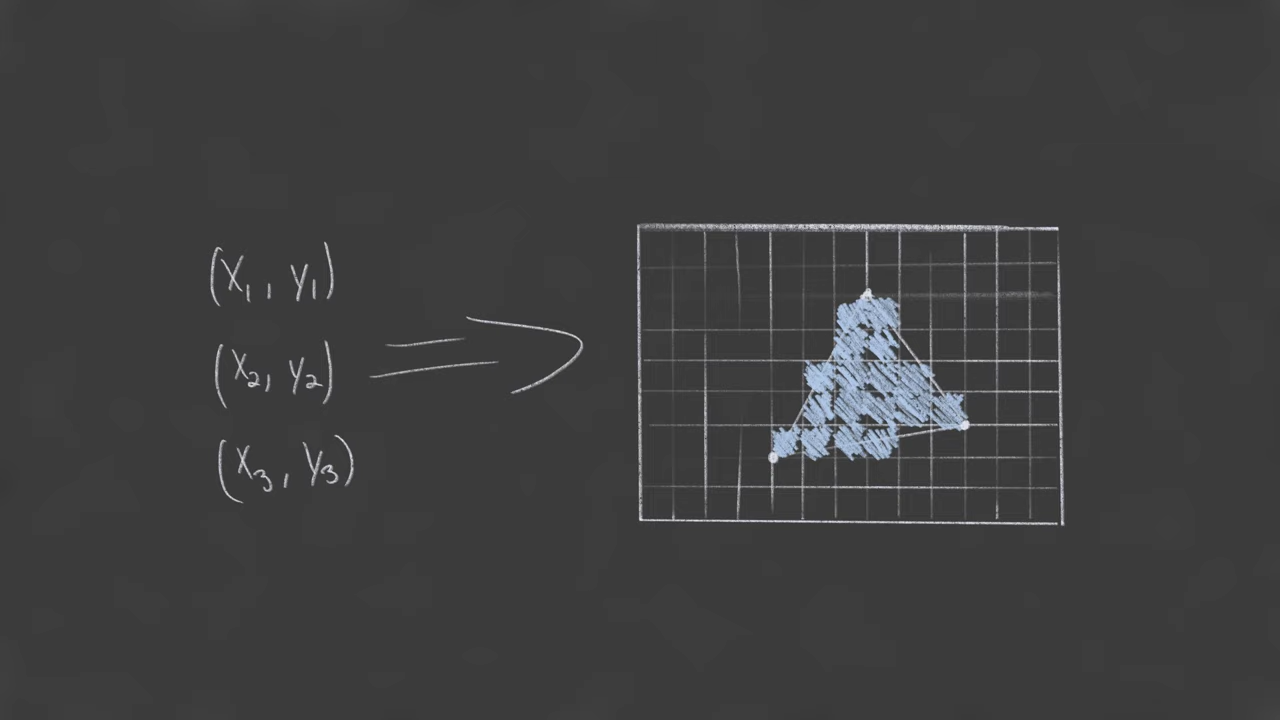 (X₁, y₁)
(X₂, y₂)
(X₃, y₃)